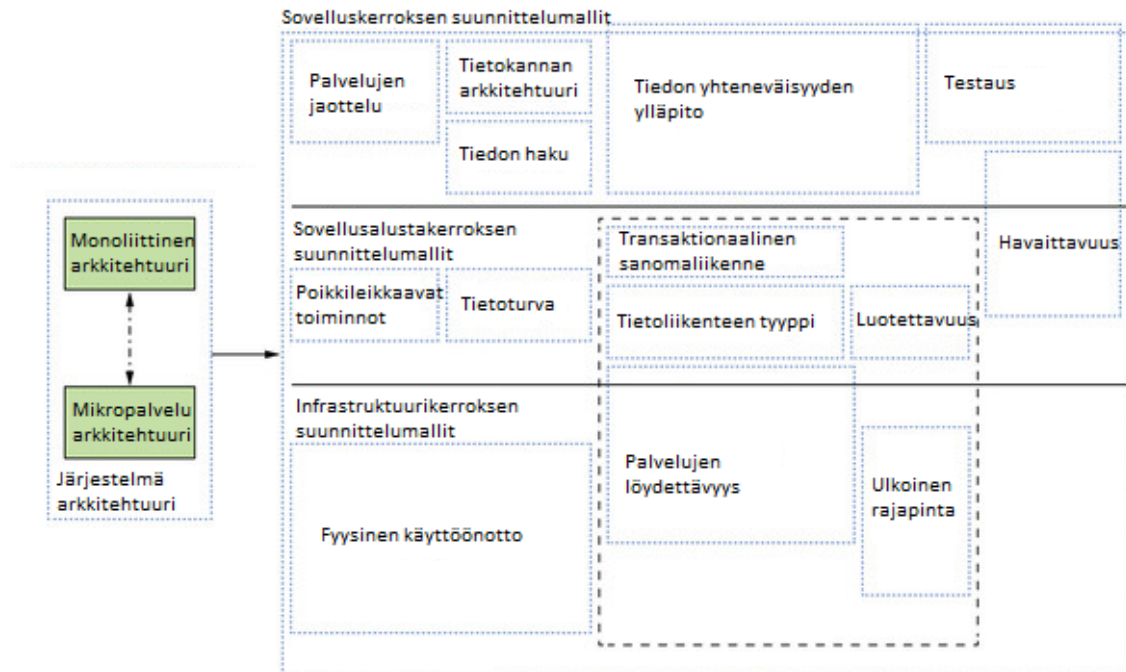 Sovelluskerroksen suunnittelumallit
Palvelujen
jaottelu
Tietokannan
arkkitehtuuri
Tiedon haku
Tiedon yhteneväisyyden
ylläpito
Testaus
Havaittavuus
Monoliittinen
arkkitehtuuri
Mikropalvelu
arkkitehtuuri
Järjestelmä
arkkitehtuuri
Sovellusalustakerroksen
suunnittelumallit
Poikkileikkaavat
toiminnot
Tietoturva
Transaktionaalinen
sanomaliikenne
Tietoliikenteen tyyppi
Luotettavuus
Infrastruktuurikerroksen
suunnittelumallit
Fyysinen käyttöönotto
Palvelujen
löydettävyys
Ulkoinen
rajapinta